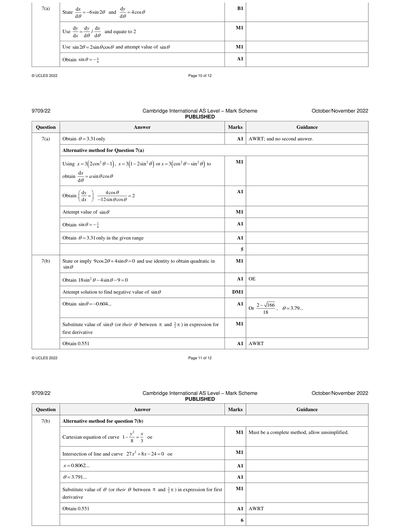 7(a) State dx/dθ = −6sin2θ and dy/dθ = 4cosθ B1
Use dy/dx = dy/dθ / dx/dθ and equate to 2 M1
Use sin2θ = 2sinθcosθ and attempt value of sinθ M1
Obtain sinθ = −1/6 A1
© UCLES 2022 Page 10 of 12
9709/22 Cambridge International AS Level – Mark Scheme October/November 2022
PUBLISHED
Question Answer Marks Guidance
7(a) Obtain θ = 3.31 only A1 AWRT; and no second answer.
Alternative method for Question 7(a)
Using x = 3(2cos²θ−1), x = 3(1−2sin²θ) or x = 3(cos²θ−sin²θ) to M1
obtain dx/dθ = a sinθcosθ
Obtain (dy/dx =) 4cosθ/−12sinθcosθ = 2 A1
Attempt value of sinθ M1
Obtain sinθ = −1/6 A1
Obtain θ = 3.31 only in the given range A1
5
7(b) State or imply 9cos2θ + 4sinθ = 0 and use identity to obtain quadratic in M1
sinθ
Obtain 18sin²θ − 4sinθ − 9 = 0 A1 OE
Attempt solution to find negative value of sinθ DM1
Obtain sinθ = −0.604... A1 Or 2−√166/18, θ = 3.79...
Substitute value of sinθ (or their θ between π and 3/2π) in expression for M1
first derivative
Obtain 0.551 A1 AWRT
© UCLES 2022 Page 11 of 12
9709/22 Cambridge International AS Level – Mark Scheme October/November 2022
PUBLISHED
Question Answer Marks Guidance
7(b) Alternative method for question 7(b)
Cartesian equation of curve 1 − y²/8 = x/3 oe M1 Must be a complete method, allow unsimplified.
Intersection of line and curve 27x² + 8x − 24 = 0 oe M1
x = 0.8062... A1
θ = 3.791... A1
Substitute value of θ (or their θ between π and 3/2π) in expression for first M1
derivative
Obtain 0.551 A1 AWRT
6